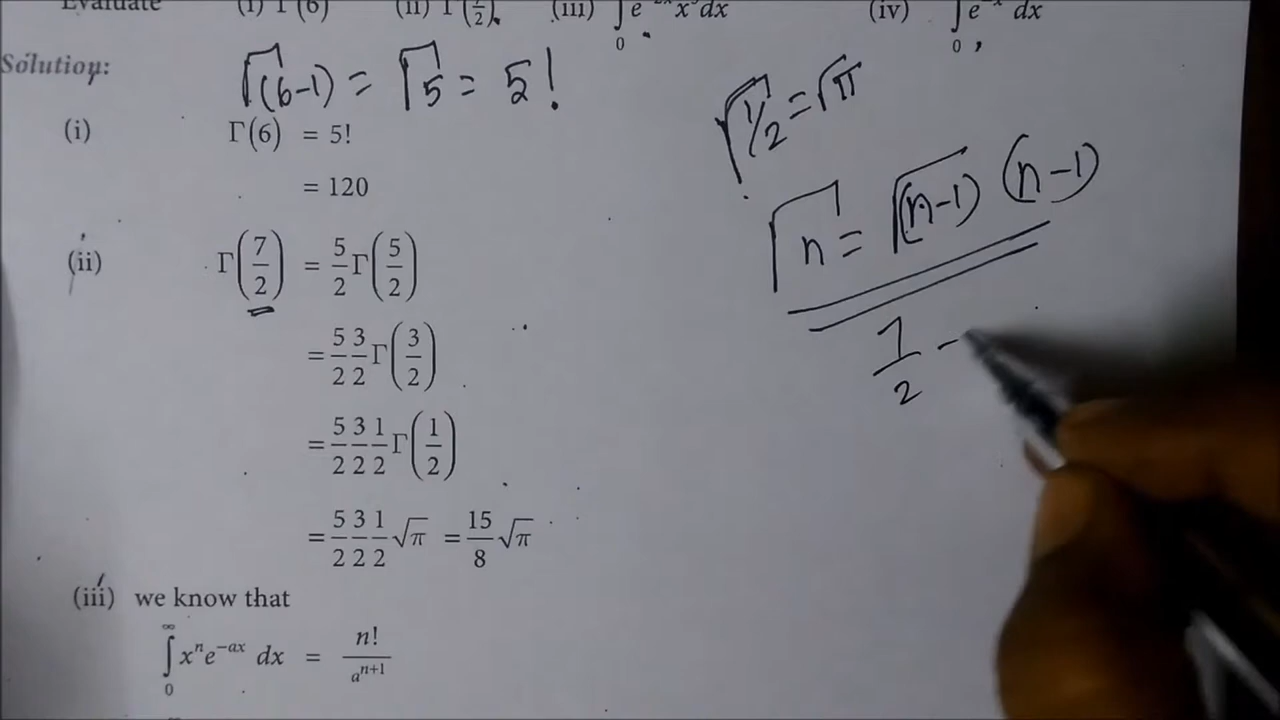 Evaluate (i) Γ(6) (ii) Γ(7/2) (iii) ∫₀ e x dx (iv) ∫₀ e dx
Solution:
Γ(6-1) = Γ5 = 5!
Γ1/2 = √π
(i) Γ(6) = 5!
= 120
Γn = Γ(n-1) (n-1)
(ii) Γ(7/2) = 5/2 Γ(5/2)
7/2 -
= 5/2 3/2 Γ(3/2)
= 5/2 3/2 1/2 Γ(1/2)
= 5/2 3/2 1/2 √π = 15/8 √π
(iii) we know that
∫₀^∞ xⁿ e^(-ax) dx = n!/a^(n+1)